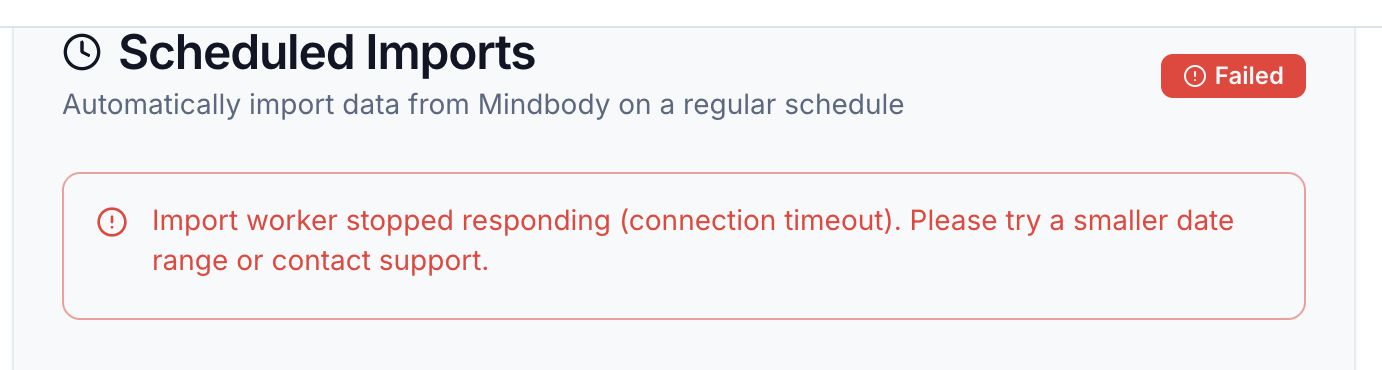 Scheduled Imports
Failed
Automatically import data from Mindbody on a regular schedule
Import worker stopped responding (connection timeout). Please try a smaller date
range or contact support.